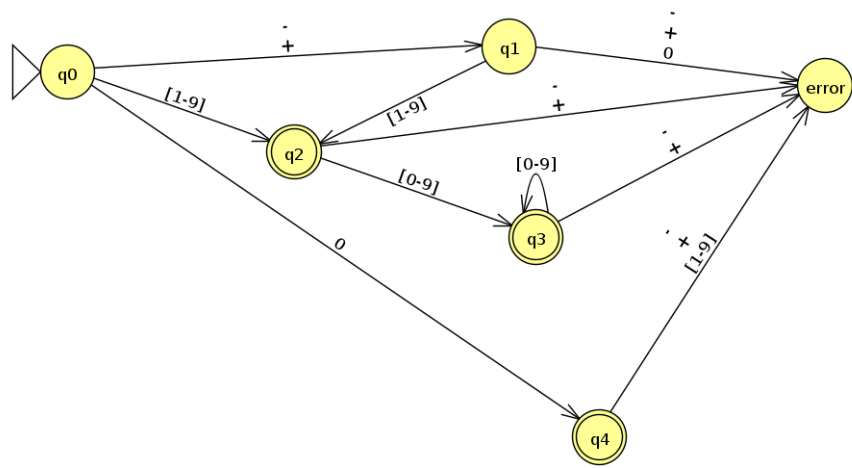 -
+
q0
q1
-
+
0
error
[1-9]
[1-9]
-
+
q2
[0-9]
[0-9]
q3
-
+
0
-
+
[1-9]
q4